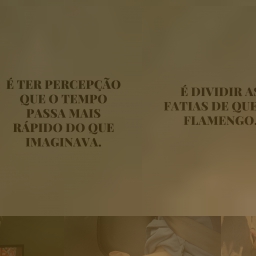 É TER PERCEPÇÃO
QUE O TEMPO
PASSA MAIS
RÁPIDO DO QUE
IMAGINAVA.
É DIVIDIR
FATIAS DE
FLAMENGO.